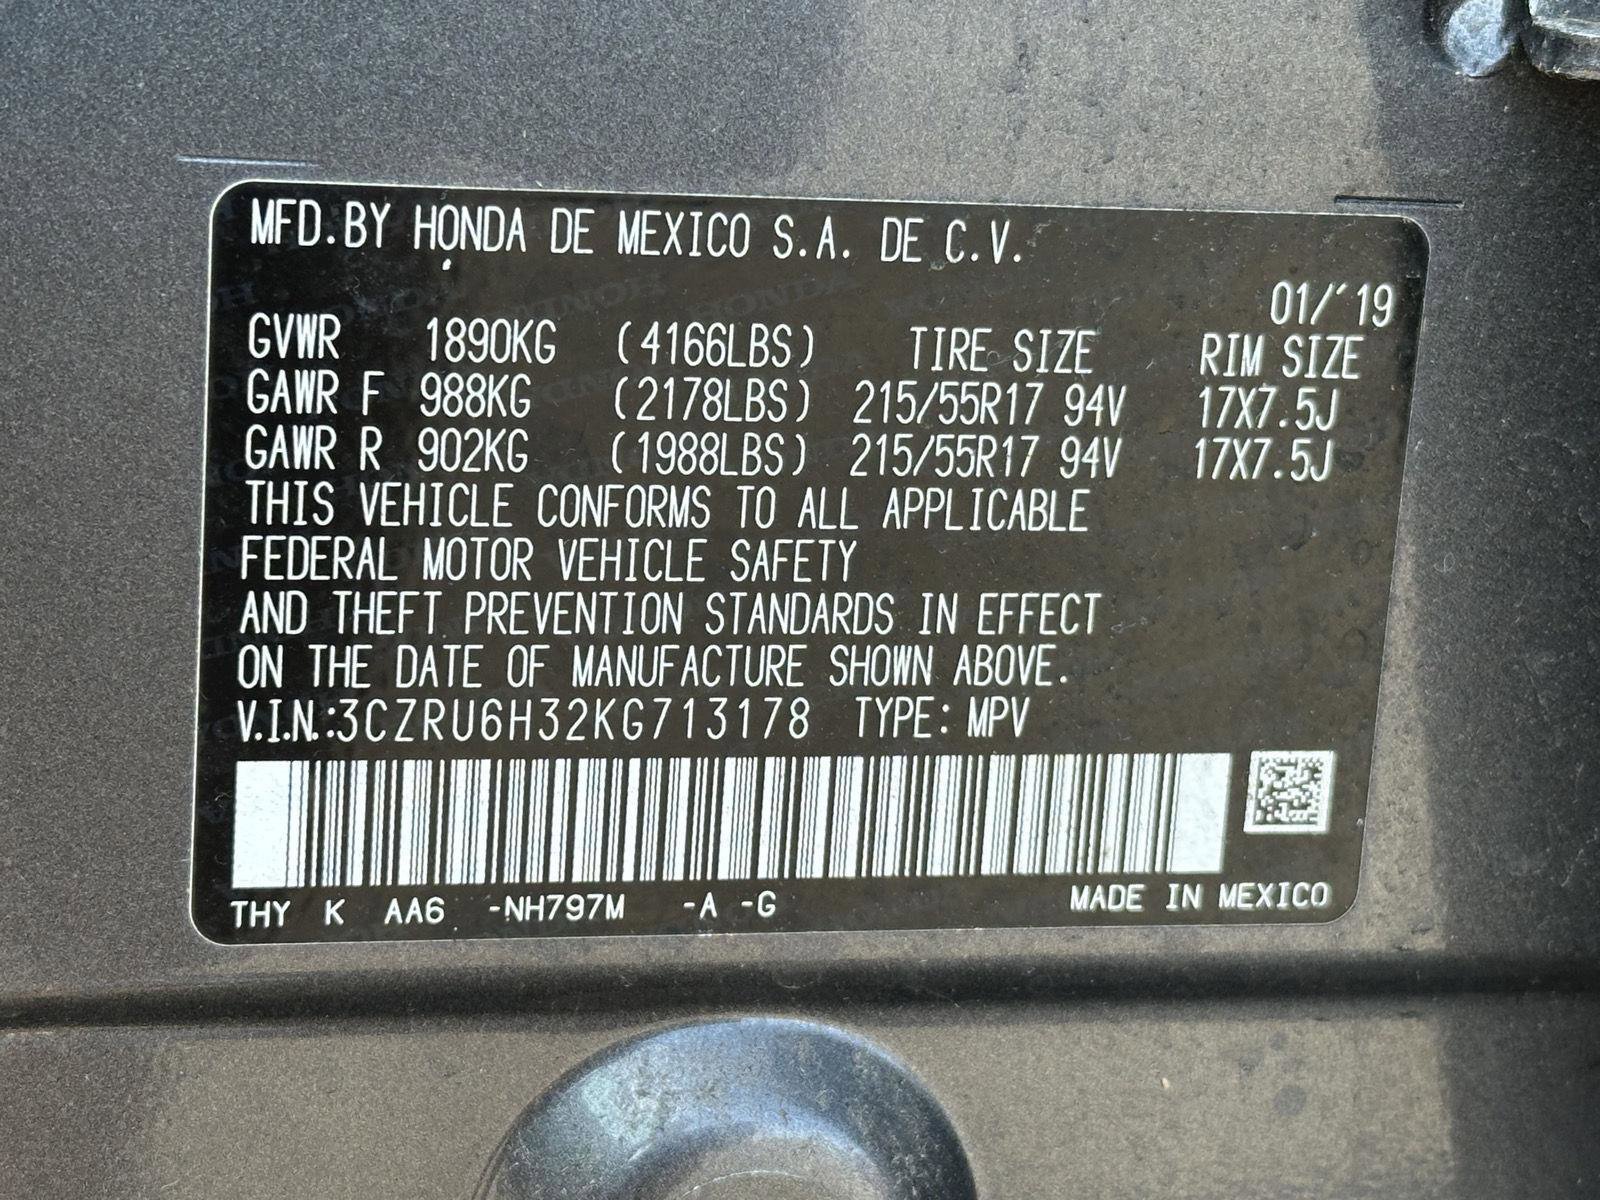 MFD.BY HONDA DE MEXICO S.A. DE C.V.
01/'19
GVWR 1890KG (4166LBS) TIRE SIZE RIM SIZE
GAWR F 988KG (2178LBS) 215/55R17 94V 17X7.5J
GAWR R 902KG (1988LBS) 215/55R17 94V 17X7.5J
THIS VEHICLE CONFORMS TO ALL APPLICABLE
FEDERAL MOTOR VEHICLE SAFETY
AND THEFT PREVENTION STANDARDS IN EFFECT
ON THE DATE OF MANUFACTURE SHOWN ABOVE.
V.I.N.:3CZRU6H32KG713178 TYPE: MPV
THY K AA6 -NH797M -A -G MADE IN MEXICO